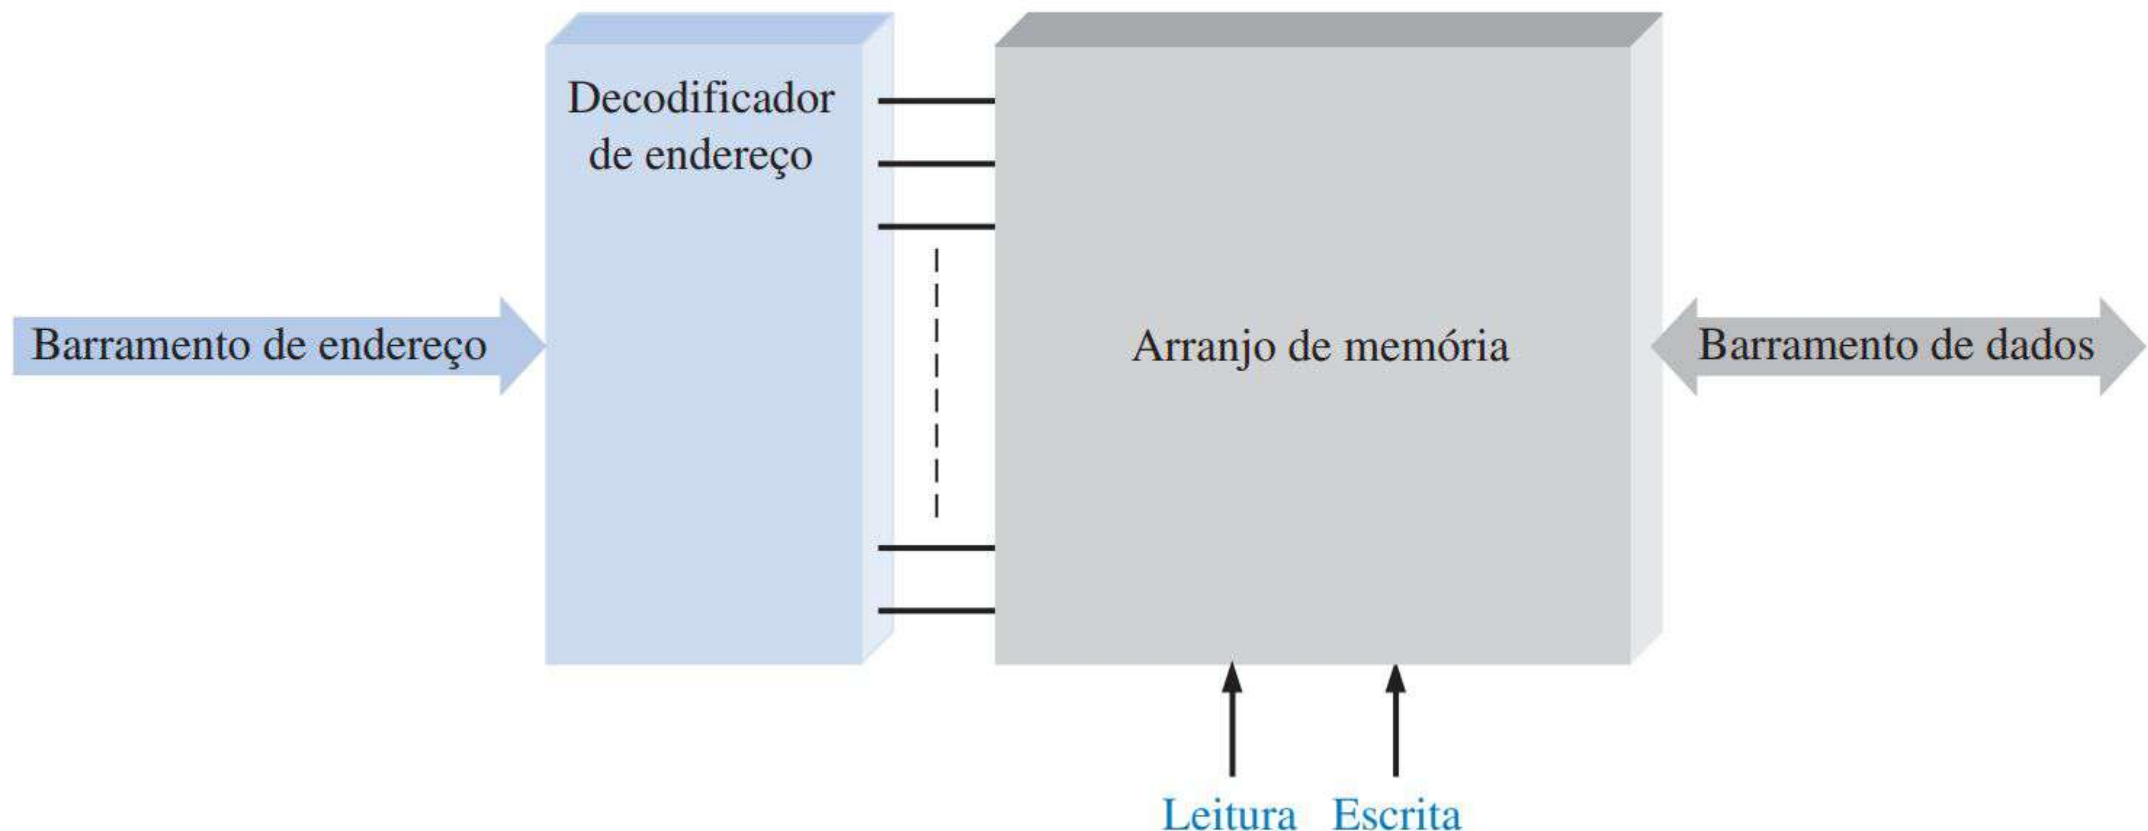 Decodificador
de endereço
Barramento de endereço
Arranjo de memória
Barramento de dados
Leitura
Escrita